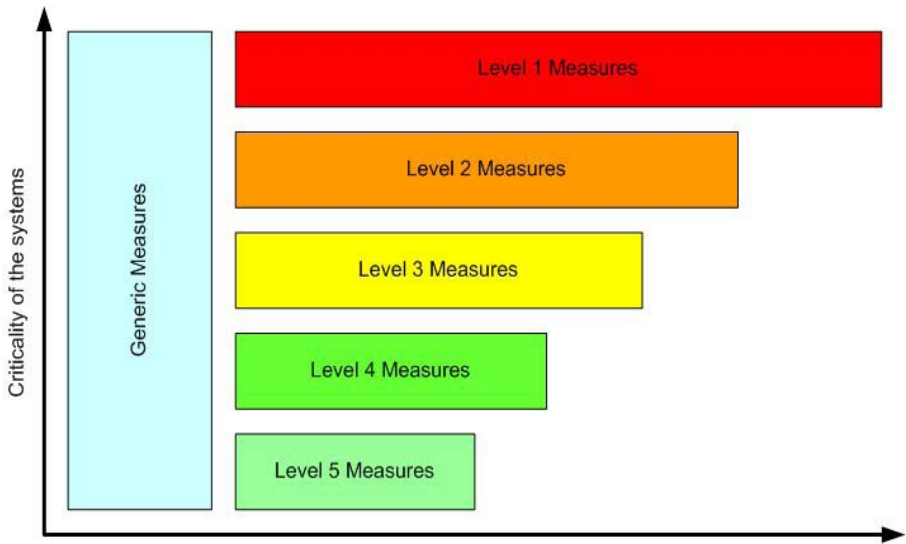 Criticality of the systems
Generic Measures
Level 1 Measures
Level 2 Measures
Level 3 Measures
Level 4 Measures
Level 5 Measures